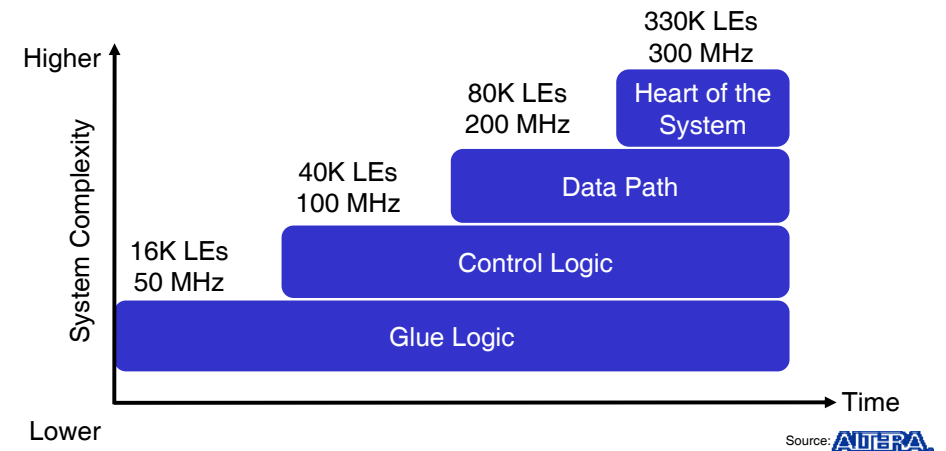 330K LEs
300 MHz
Higher
Heart of the
System
80K LEs
200 MHz
Data Path
40K LEs
100 MHz
System Complexity
Control Logic
16K LEs
50 MHz
Glue Logic
Time
Lower
Source: ALTERA